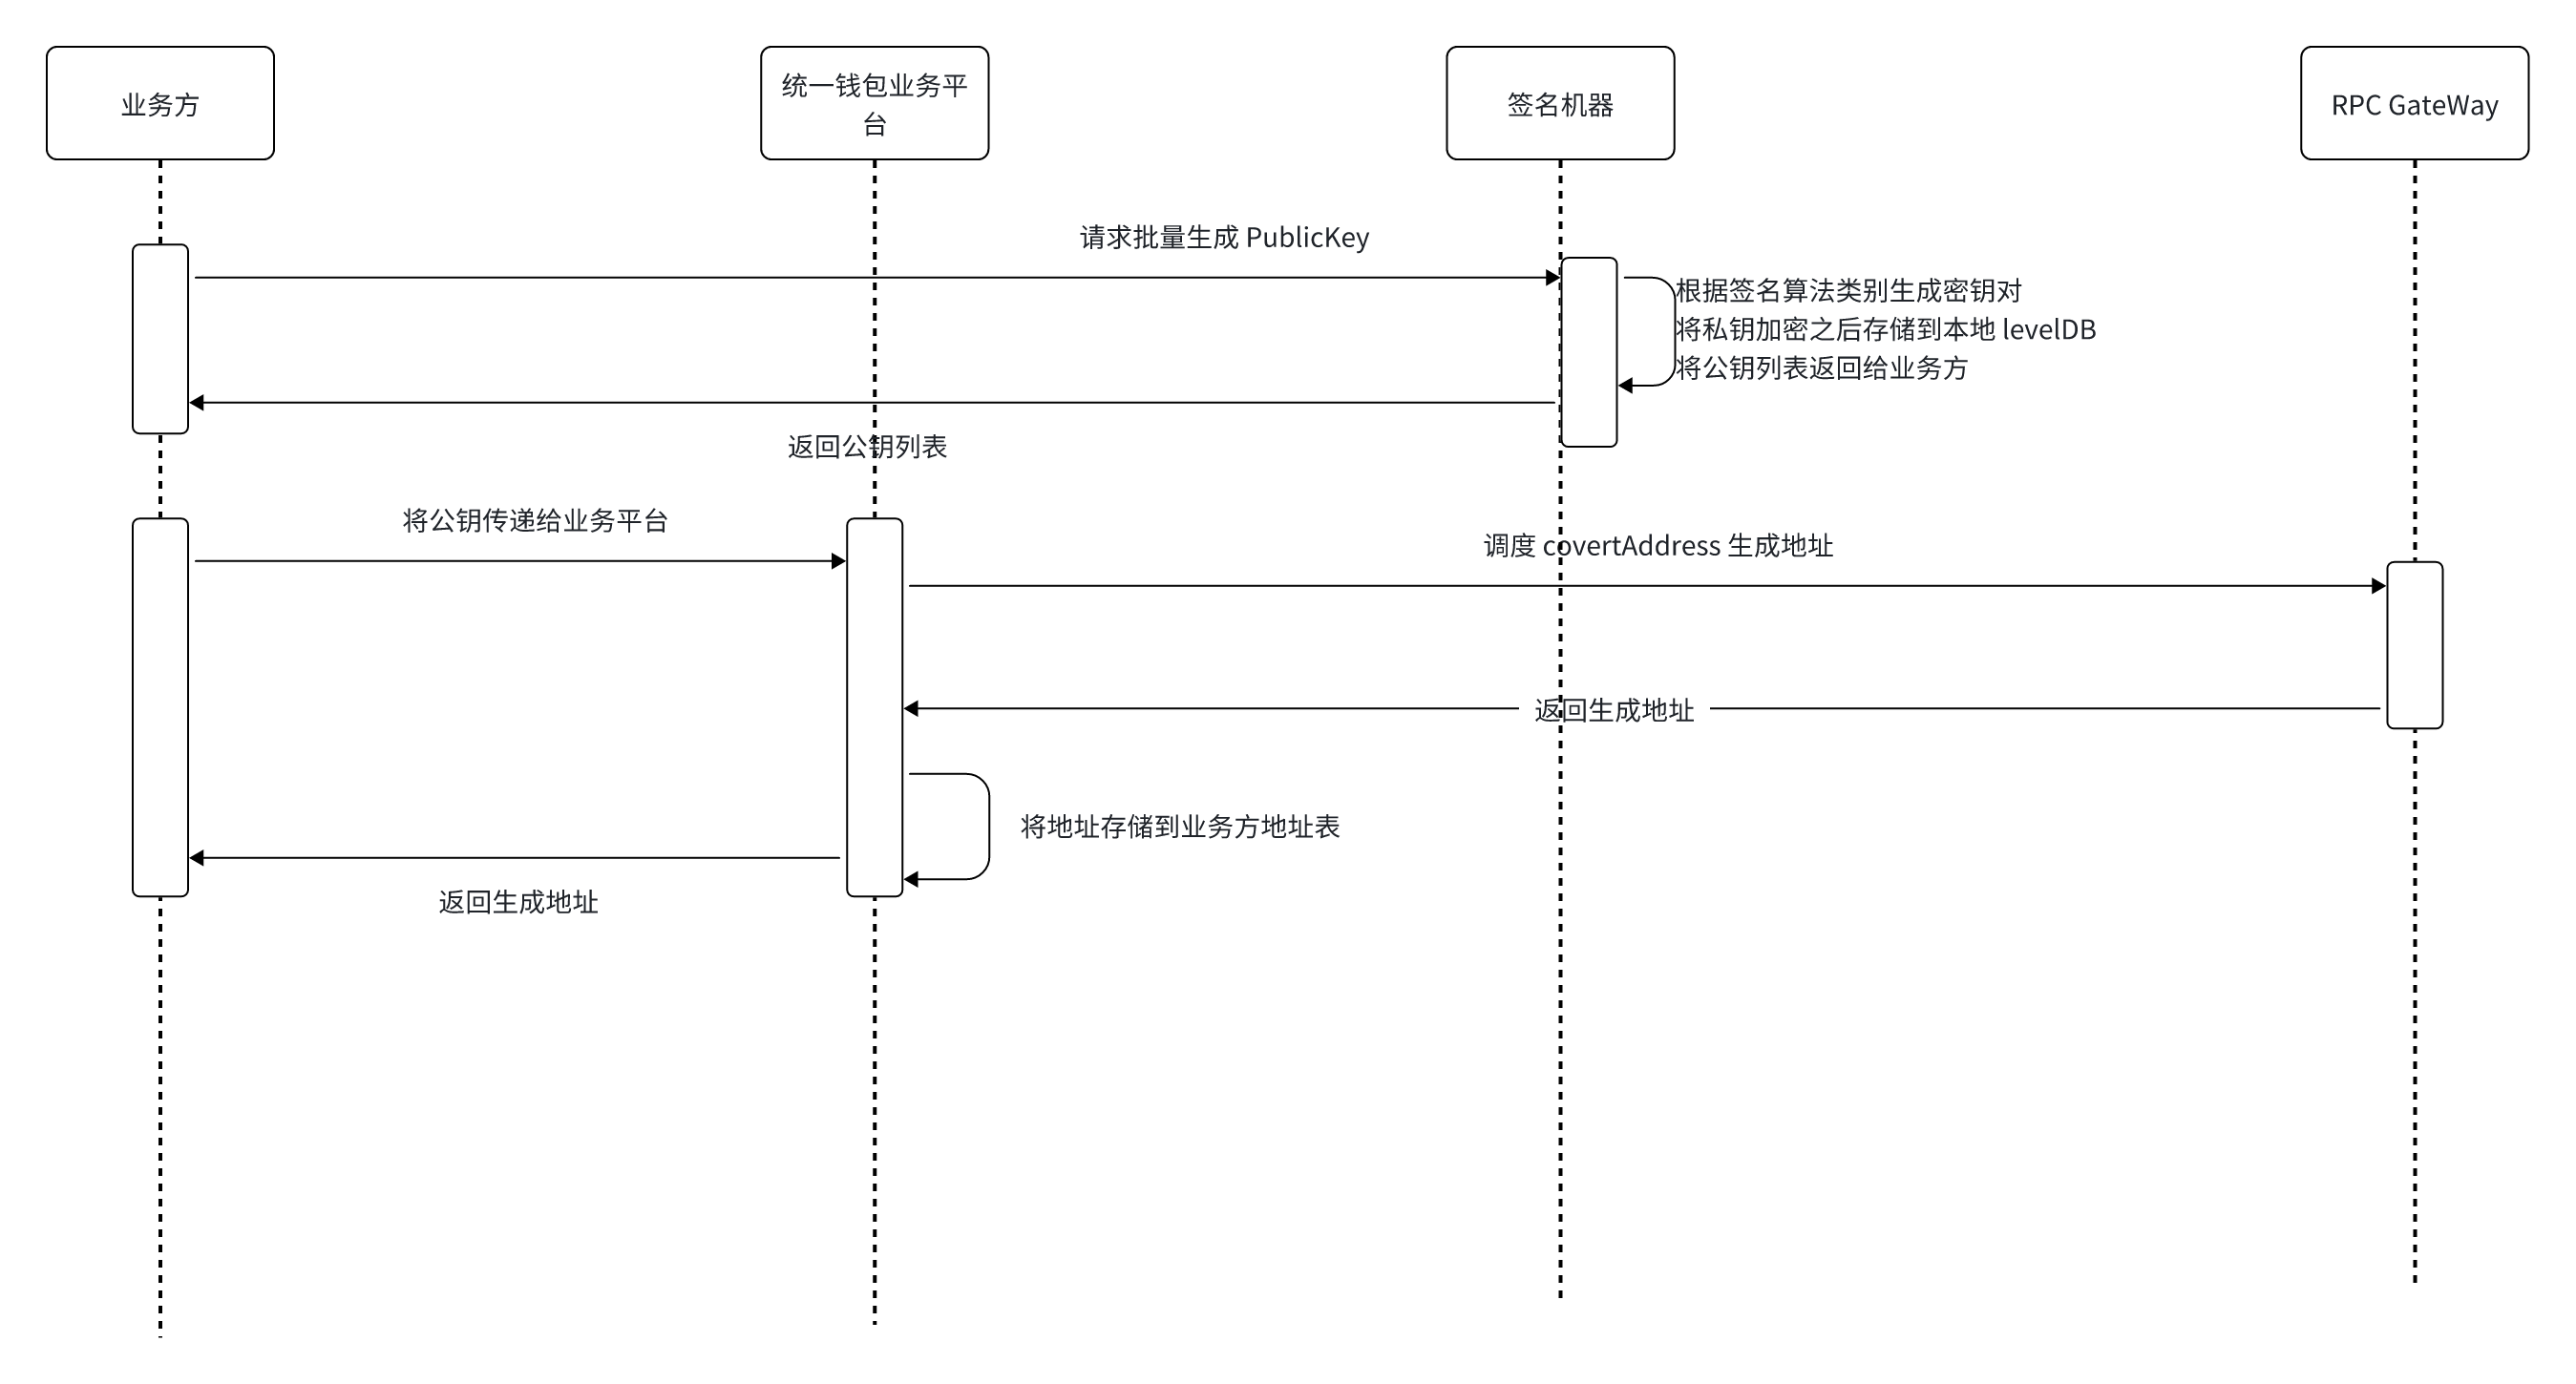 业务方
统一钱包业务平
台
签名机器
RPC GateWay
请求批量生成 PublicKey
根据签名算法类别生成密钥对
将私钥加密之后存储到本地 levelDB
将公钥列表返回给业务方
返回公钥列表
将公钥传递给业务平台
调度 covertAddress 生成地址
返回生成地址
将地址存储到业务方地址表
返回生成地址